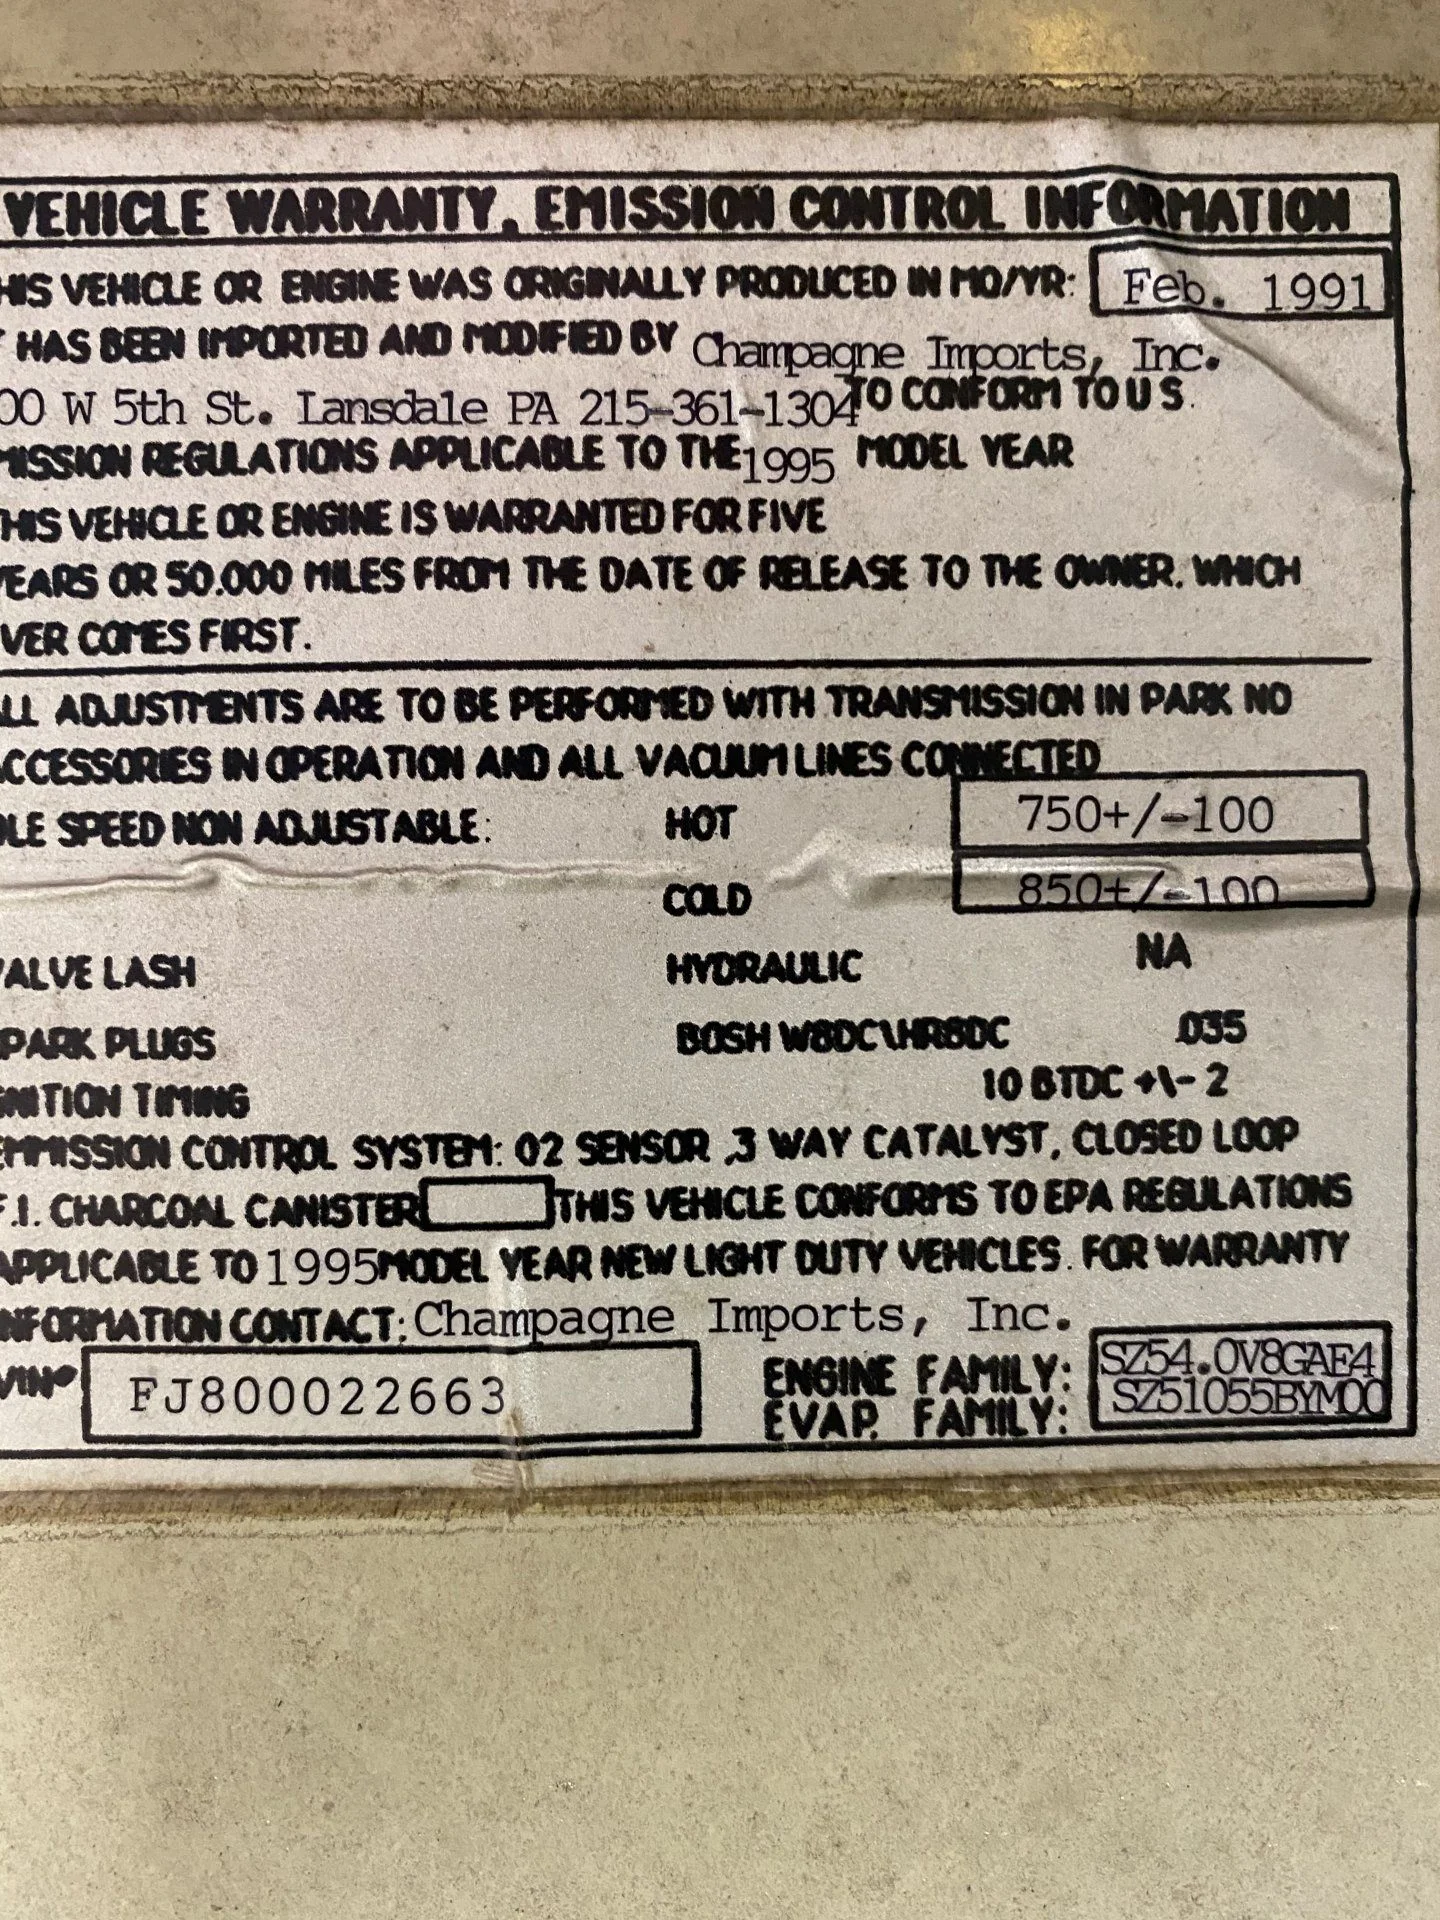 VEHICLE WARRANTY, EMISSION CONTROL INFORMATION
HIS VEHICLE OR ENGINE WAS ORIGINALLY PRODUCED IN MO/YR: Feb. 1991
HAS BEEN IMPORTED AND MODIFIED BY Champagne Imports, Inc.
00 W 5th St. Lansdale PA 215-361-1304 TO CONFORM TO U S.
MISSION REGULATIONS APPLICABLE TO THE 1995 MODEL YEAR
THIS VEHICLE OR ENGINE IS WARRANTED FOR FIVE
YEARS OR 50.000 MILES FROM THE DATE OF RELEASE TO THE OWNER. WHICH
VER COMES FIRST.
LL ADJUSTMENTS ARE TO BE PERFORMED WITH TRANSMISSION IN PARK NO
CCESSORIES IN OPERATION AND ALL VACUUM LINES CONNECTED
DLE SPEED NON ADJUSTABLE: HOT 750+/-100
COLD 850+/-100
VALVE LASH HYDRAULIC NA
PARK PLUGS BOSH W8DC\HR8DC .035
GNITION TIMING 10 BTDC +\- 2
EMMISSION CONTROL SYSTEM: 02 SENSOR ,3 WAY CATALYST, CLOSED LOOP
F.I. CHARCOAL CANISTER THIS VEHICLE CONFORMS TO EPA REGULATIONS
APPLICABLE TO 1995 MODEL YEAR NEW LIGHT DUTY VEHICLES. FOR WARRANTY
INFORMATION CONTACT: Champagne Imports, Inc.
VIN# FJ800022663 ENGINE FAMILY: SZ54.0V8GAF4
EVAP. FAMILY: SZ51055BYM00